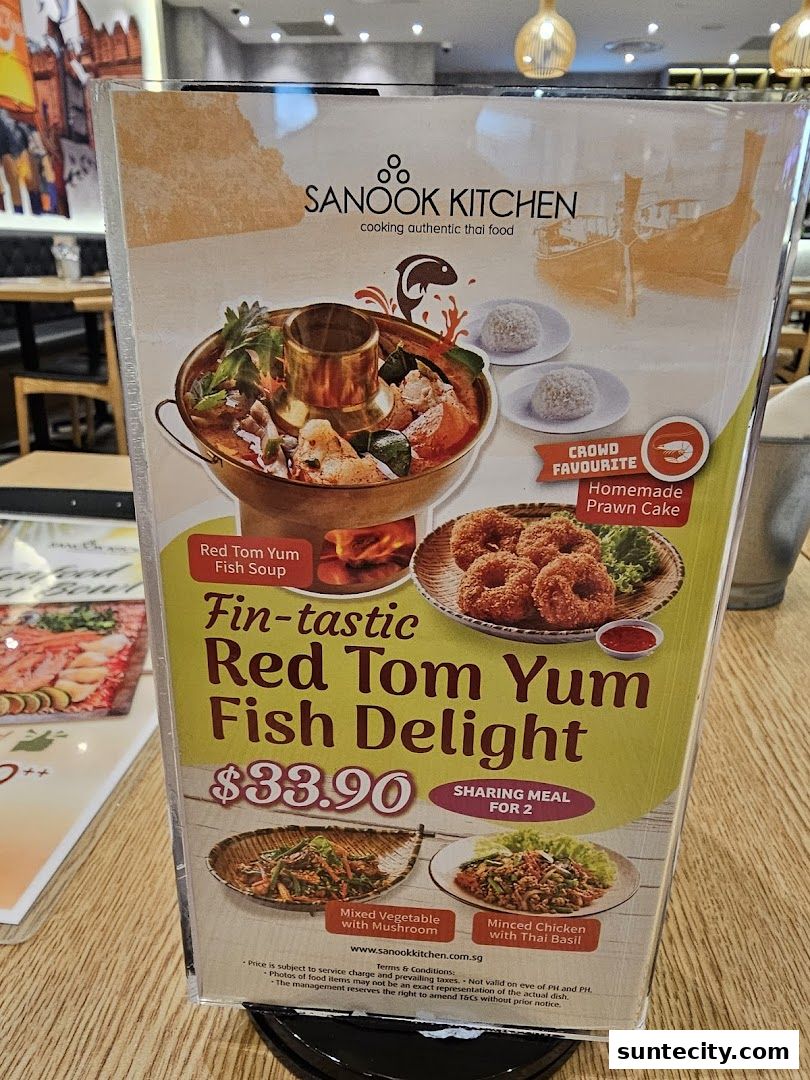 SANOOK KITCHEN
cooking authentic thai food
CROWD
FAVOURITE
Homemade
Prawn Cake
Red Tom Yum
Fish Soup
Fin-tastic
Red Tom Yum
Fish Delight
$33.90
SHARING MEAL
FOR 2
Mixed Vegetable
with Mushroom
Minced Chicken
with Thai Basil
www.sanookkitchen.com.sg
Terms & Conditions:
• Price is subject to service charge and prevailing taxes. • Not valid on eve of PH and PH.
• Photos of food items may not be an exact representation of the actual dish.
• The management reserves the right to amend T&Cs without prior notice.
suntecity.com